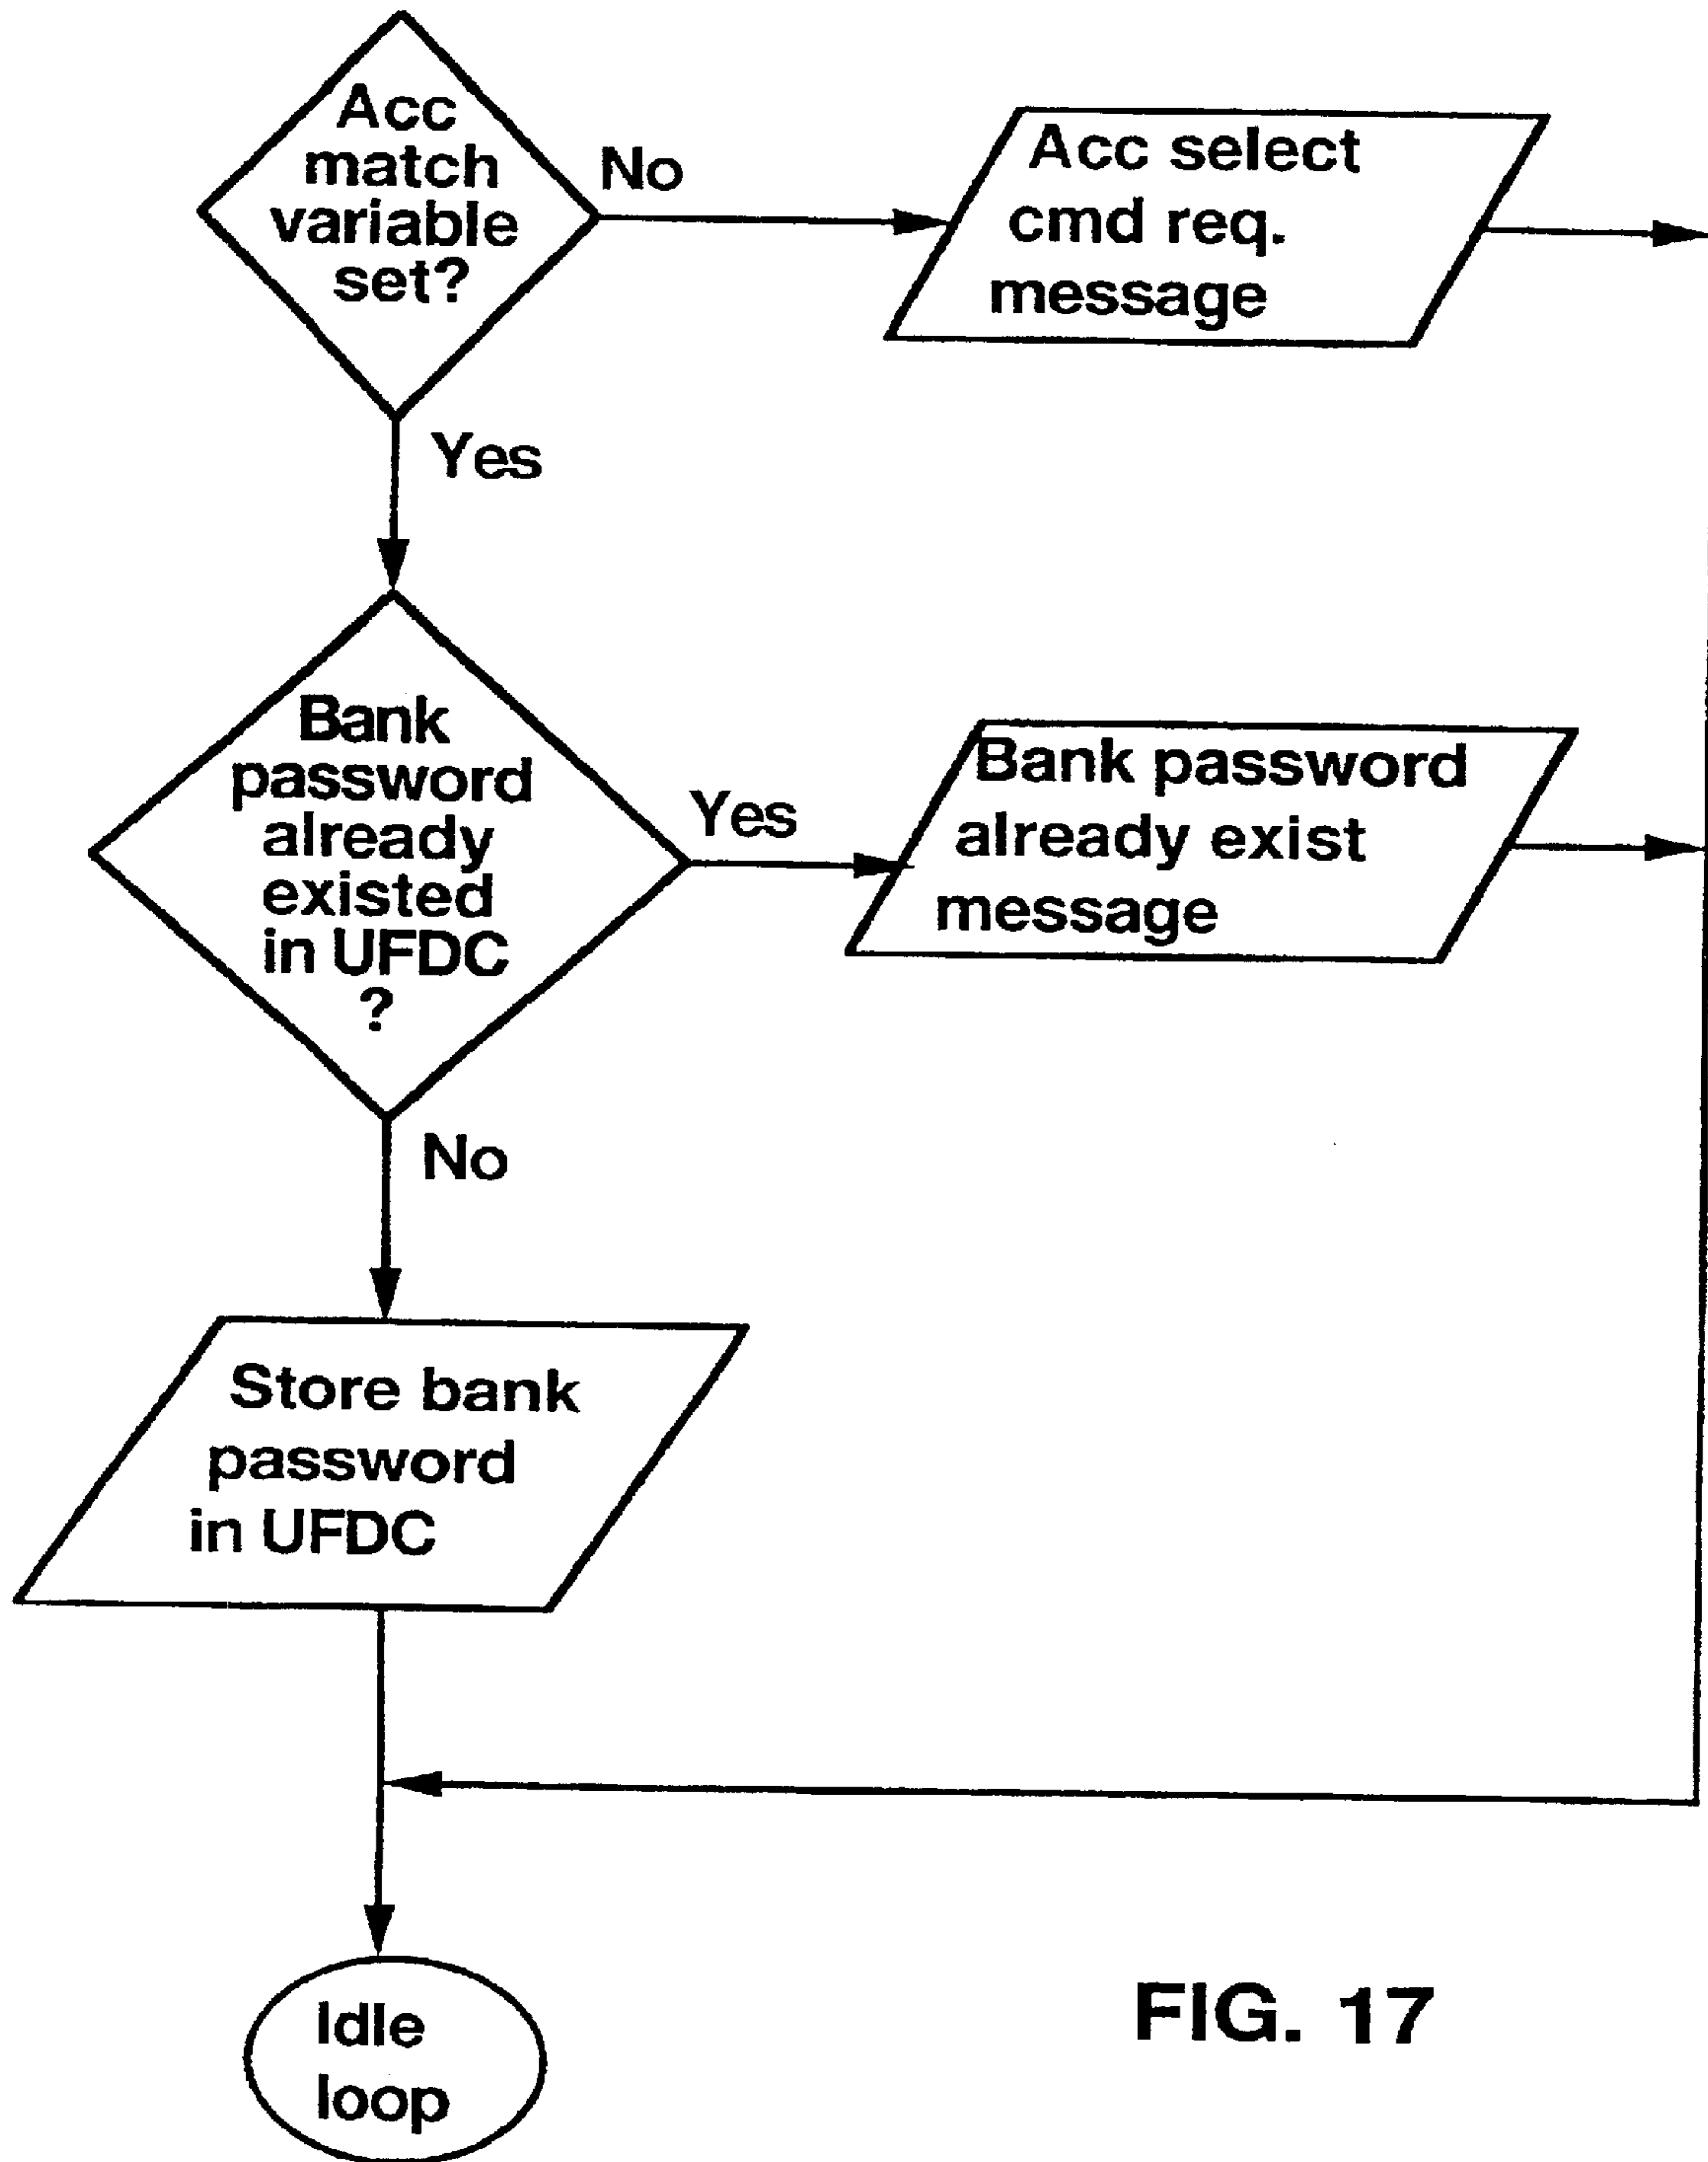 Acc
match
variable
set?
No
Acc select
cmd req.
message
Yes
Bank
password
already
existed
in UFDC
?
Yes
Bank password
already exist
message
No
Store bank
password
in UFDC
Idle
loop
FIG. 17